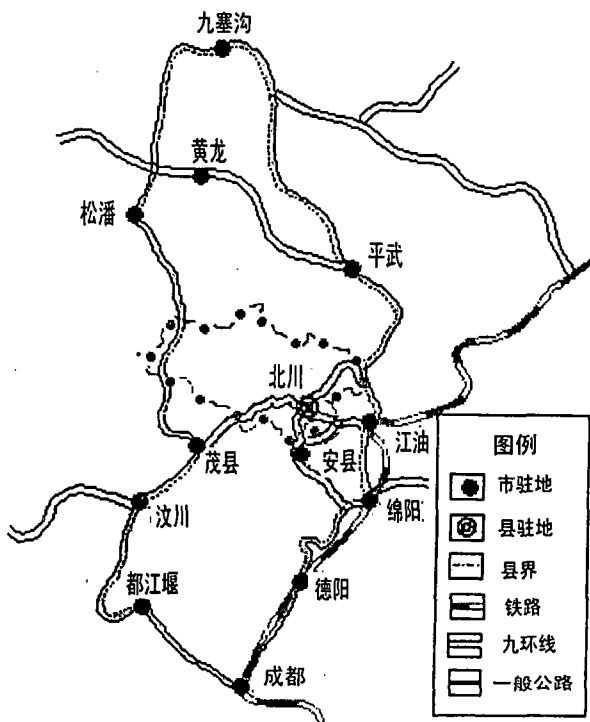 九寨沟
黄龙
松潘
平武
北川
江油
茂县
安县
汶川
绵阳
都江堰
德阳
成都
图例
市驻地
县驻地
县界
铁路
九环线
一般公路